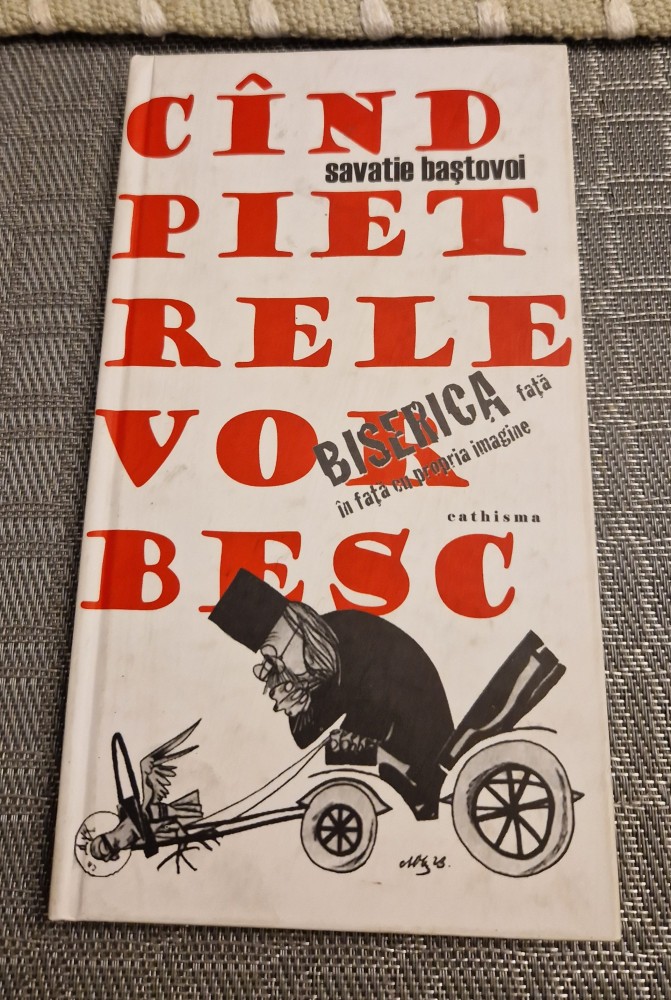 CÎND
savatie baştovoi
PIET
RELE
VOR
BISERICA față
în față cu propria imagine
cathisma
BESC